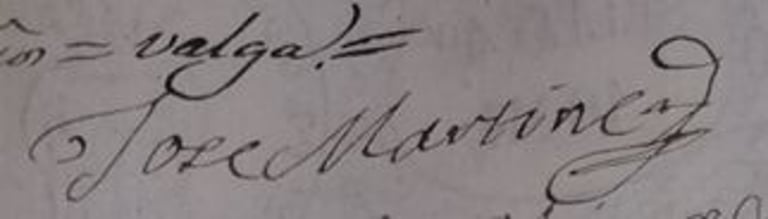 = valga.=
Jose Martinez